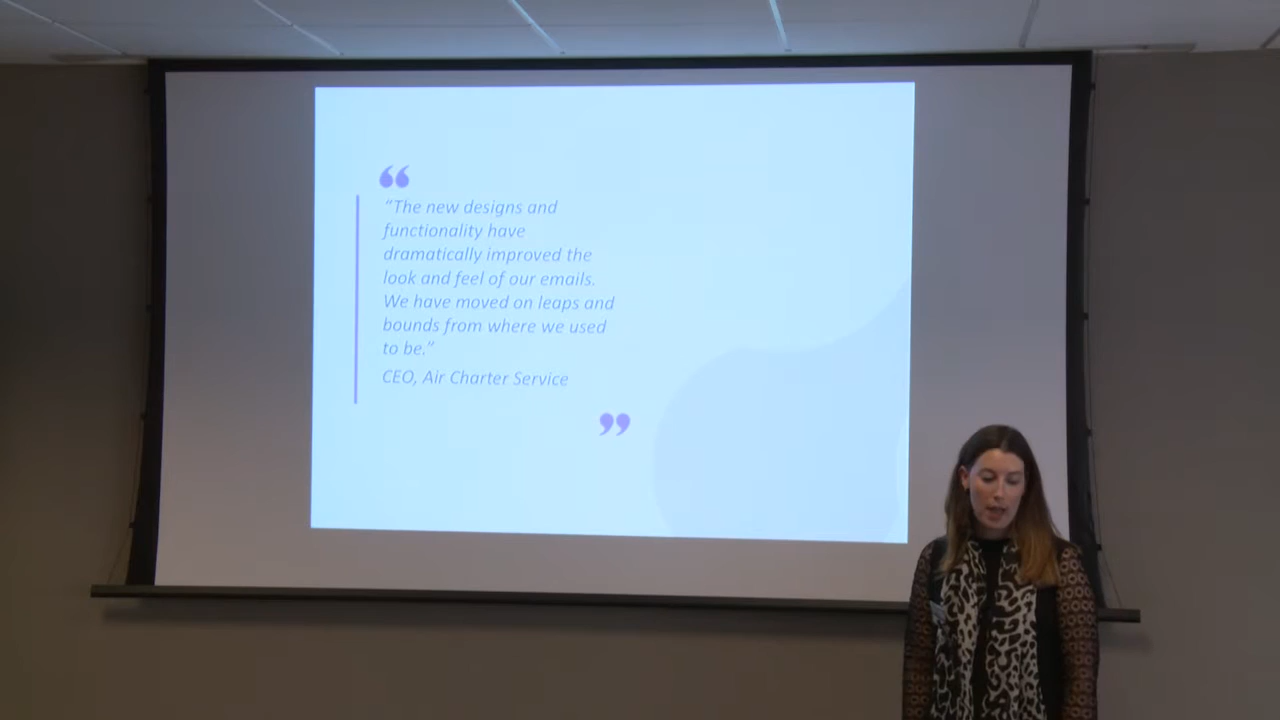 “
“The new designs and
functionality have
dramatically improved the
look and feel of our emails.
We have moved on leaps and
bounds from where we used
to be.”
CEO, Air Charter Service
”